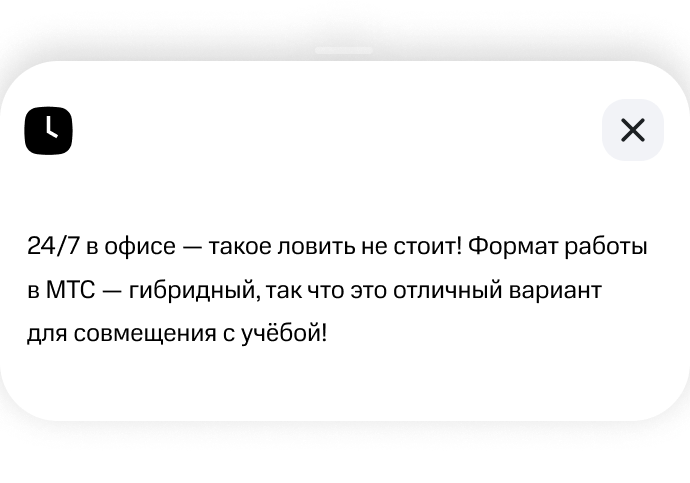 24/7 в офисе — такое ловить не стоит! Формат работы
в МТС — гибридный, так что это отличный вариант
для совмещения с учёбой!